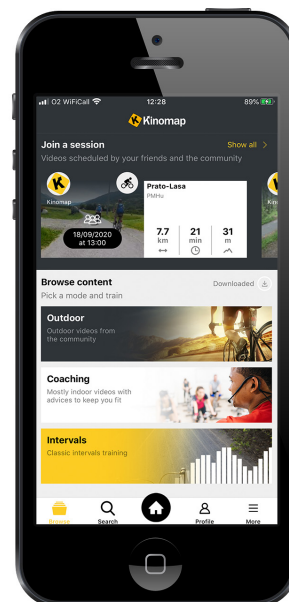 O2 WiFiCall 12:28 89%
Kinomap
Join a session
Show all >
Videos scheduled by your friends and the community
Kinomap
18/09/2020
at 13:00
Prato-Lasa
PMHu
7.7 21 31
km min m
Browse content
Downloaded
Pick a mode and train
Outdoor
Outdoor videos from
the community
Coaching
Mostly indoor videos with
advices to keep you fit
Intervals
Classic intervals training
Browse Search Profile More